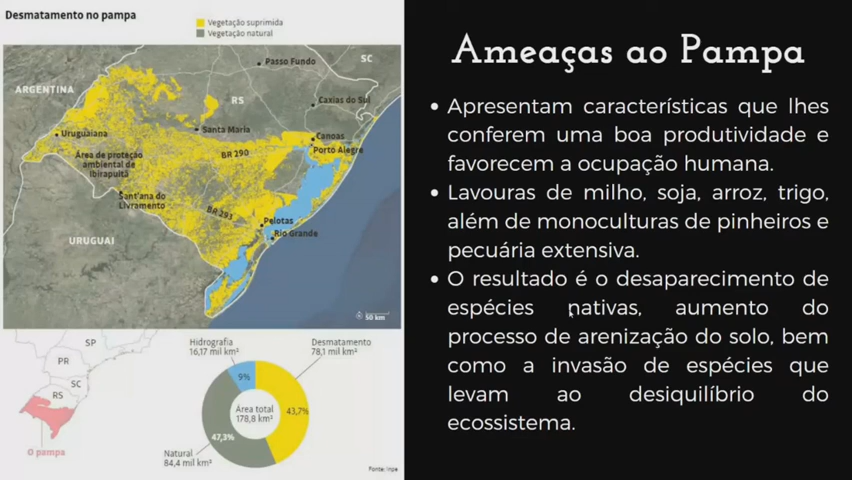 Desmatamento no pampa
Vegetação suprimida
Vegetação natural
SC
Passo Fundo
ARGENTINA
RS
Caxias do Sul
Uruguaiana
Santa Maria
Canoas
Porto Alegre
BR 290
Área de proteção
ambiental de
Ibirapuitã
Sant'ana do
Livramento
BR 293
Pelotas
Rio Grande
URUGUAI
50 km
SP
PR
SC
RS
O pampa
Hidrografia
16,17 mil km²
Desmatamento
78,1 mil km²
9%
43,7%
Área total
178,8 km²
47,3%
Natural
84,4 mil km²
Fonte: Inpe
Ameaças ao Pampa
• Apresentam características que lhes
conferem uma boa produtividade e
favorecem a ocupação humana.
• Lavouras de milho, soja, arroz, trigo,
além de monoculturas de pinheiros e
pecuária extensiva.
• O resultado é o desaparecimento de
espécies nativas, aumento do
processo de arenização do solo, bem
como a invasão de espécies que
levam ao desiquilíbrio do
ecossistema.